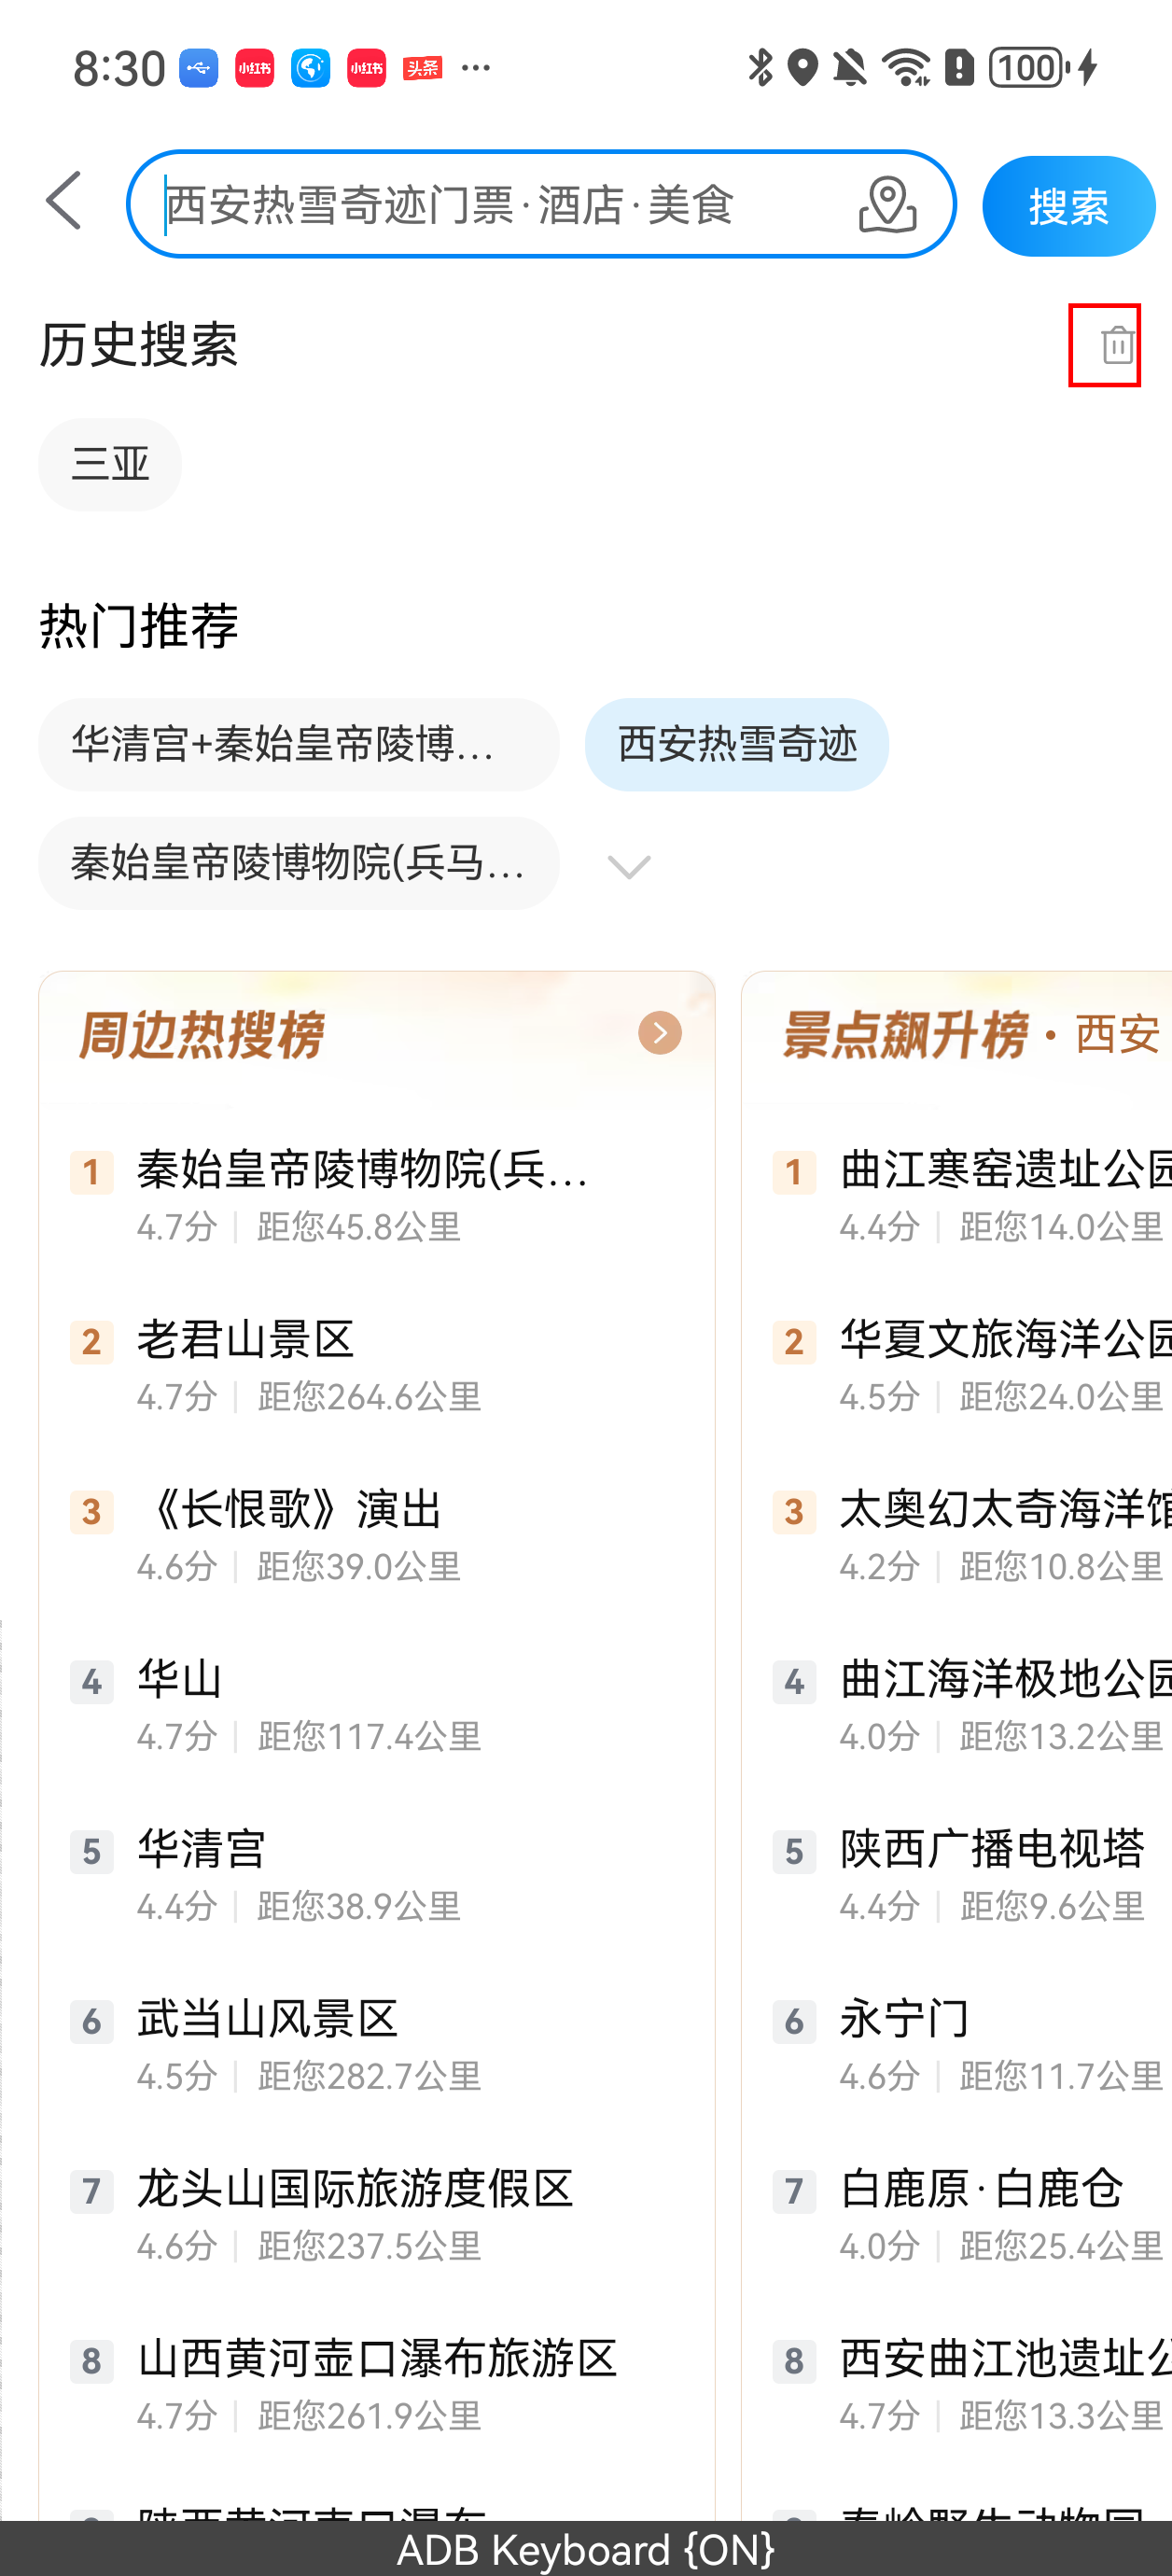 8:30 小红书 小红书 头条 ... 100
西安热雪奇迹门票·酒店·美食 搜索
历史搜索
三亚
热门推荐
华清宫+秦始皇帝陵博... 西安热雪奇迹
秦始皇帝陵博物院(兵马...
周边热搜榜
1 秦始皇帝陵博物院(兵...
4.7分 | 距您45.8公里
2 老君山景区
4.7分 | 距您264.6公里
3 《长恨歌》演出
4.6分 | 距您39.0公里
4 华山
4.7分 | 距您117.4公里
5 华清宫
4.4分 | 距您38.9公里
6 武当山风景区
4.5分 | 距您282.7公里
7 龙头山国际旅游度假区
4.6分 | 距您237.5公里
8 山西黄河壶口瀑布旅游区
4.7分 | 距您261.9公里
景点飙升榜·西安
1 曲江寒窑遗址公园
4.4分 | 距您14.0公里
2 华夏文旅海洋公园
4.5分 | 距您24.0公里
3 太奥幻太奇海洋馆
4.2分 | 距您10.8公里
4 曲江海洋极地公园
4.0分 | 距您13.2公里
5 陕西广播电视塔
4.4分 | 距您9.6公里
6 永宁门
4.6分 | 距您11.7公里
7 白鹿原·白鹿仓
4.0分 | 距您25.4公里
8 西安曲江池遗址公
4.7分 | 距您13.3公里
ADB Keyboard {ON}